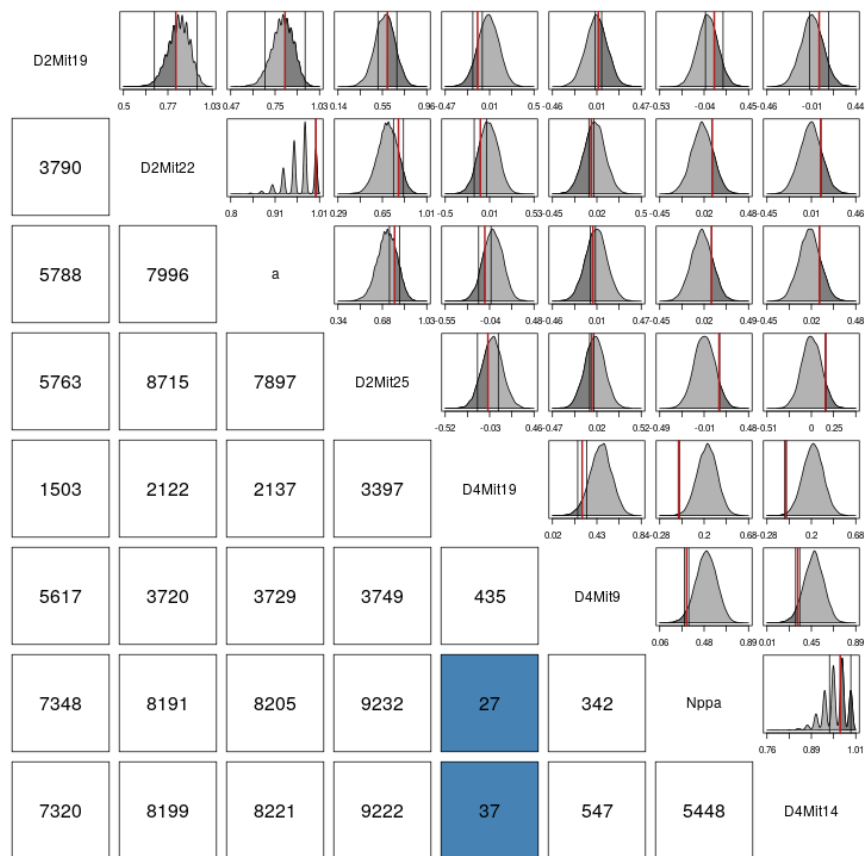 D2Mit19
0.5 0.77 1.03
0.47 0.75 1.03
0.14 0.55 0.96
-0.47 0.01 0.5
-0.46 0.01 0.47
-0.53 -0.04 0.45
-0.46 -0.01 0.44
3790 D2Mit22
0.8 0.91 1.01
0.29 0.65 1.01
-0.5 0.01 0.53
-0.45 0.02 0.5
-0.45 0.02 0.48
-0.45 0.01 0.46
5788 7996 a
0.34 0.68 1.03
-0.55 -0.04 0.48
-0.46 0.01 0.47
-0.45 0.02 0.49
-0.45 0.02 0.48
5763 8715 7897 D2Mit25
-0.52 -0.03 0.46
-0.47 0.02 0.52
-0.49 -0.01 0.48
-0.51 0 0.25
1503 2122 2137 3397 D4Mit19
0.02 0.43 0.84
-0.28 0.2 0.68
-0.28 0.2 0.68
5617 3720 3729 3749 435 D4Mit9
0.06 0.48 0.89
0.01 0.45 0.89
7348 8191 8205 9232 27 342 Nppa
0.76 0.89 1.01
7320 8199 8221 9222 37 547 5448 D4Mit14